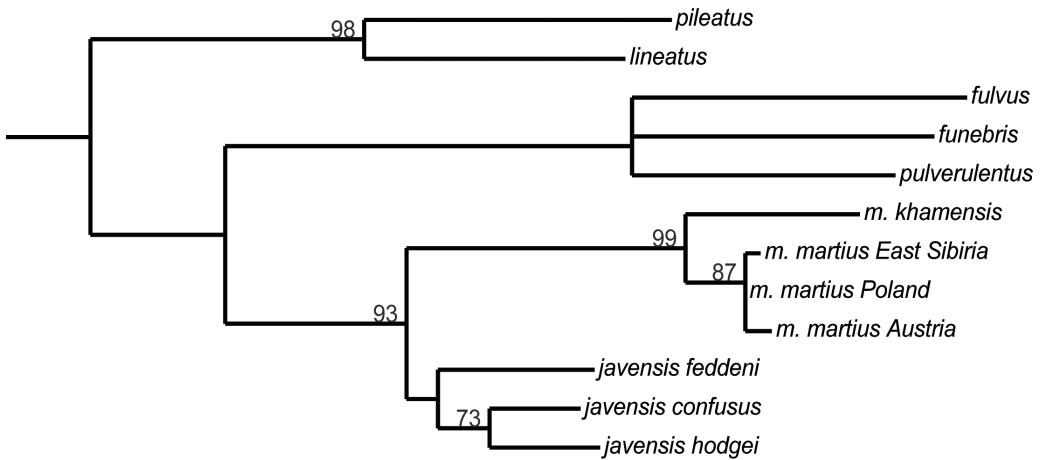 98
pileatus
lineatus
fulvus
funebris
pulverulentus
m. khamensis
99
m. martius East Sibiria
87
m. martius Poland
93
m. martius Austria
javensis feddeni
javensis confusus
73
javensis hodgei